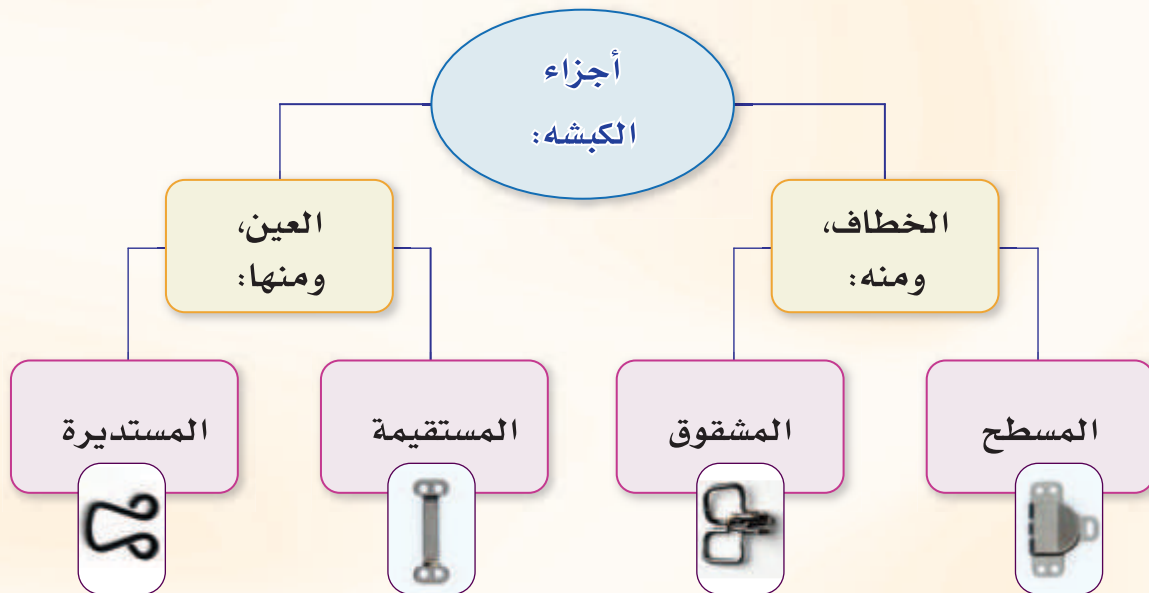 أجزاء
الكبشه:
الخطاف،
ومنه:
العين،
ومنها:
المسطح
المشقوق
المستقيمة
المستديرة